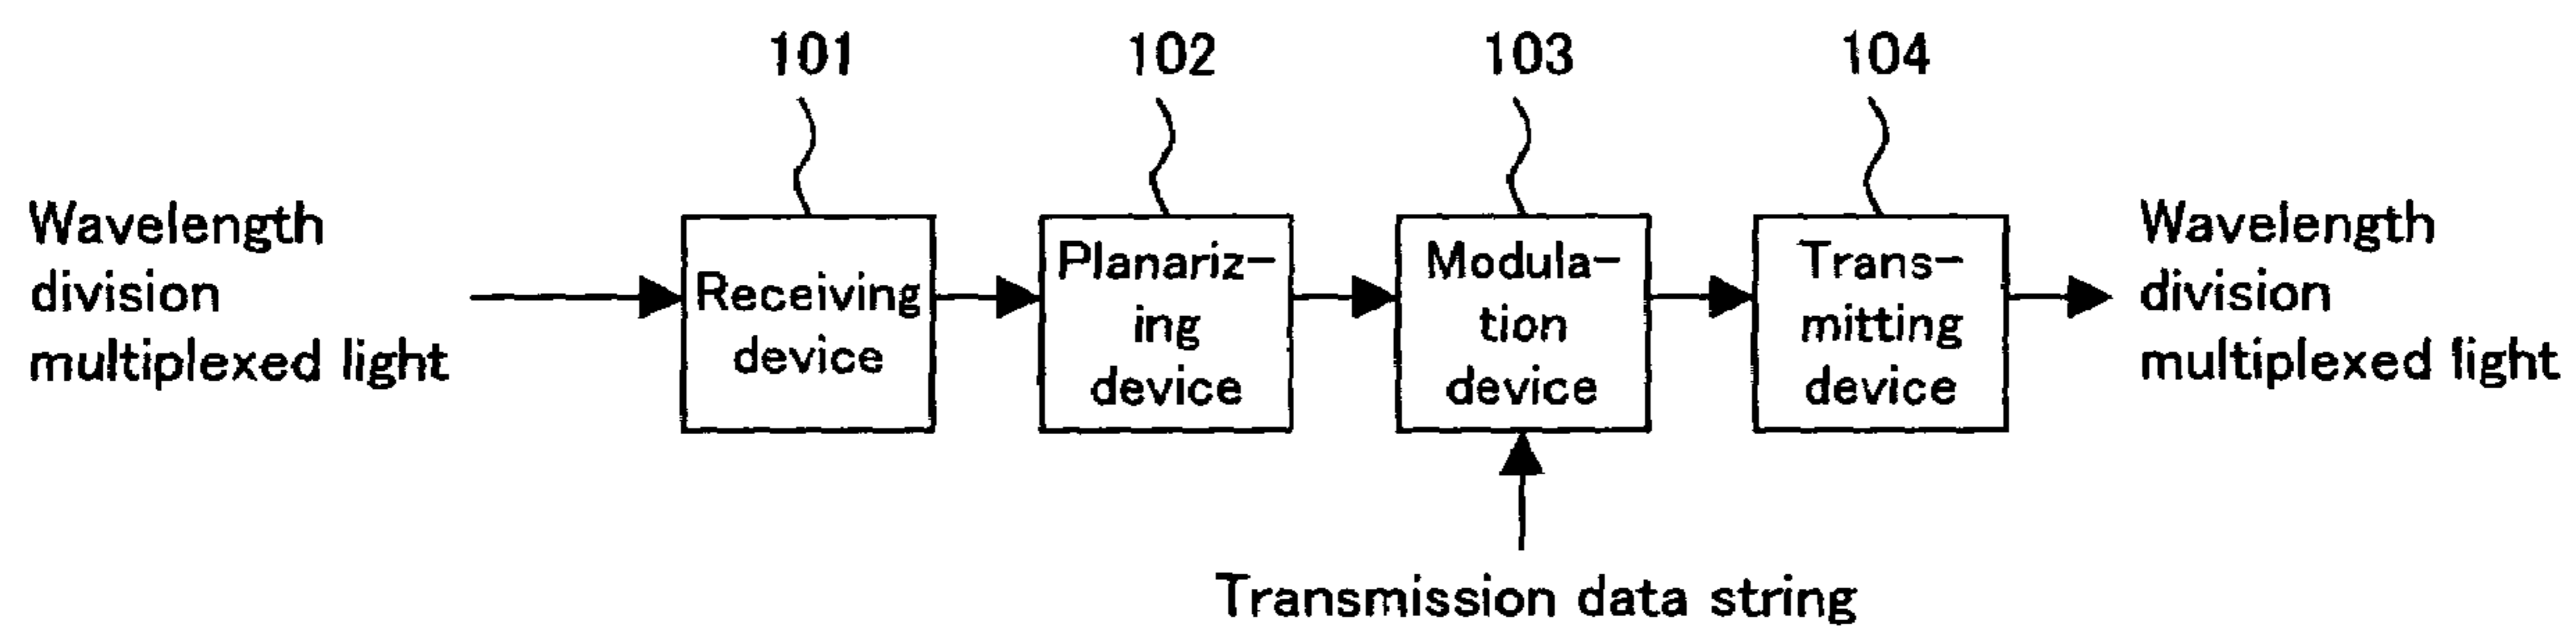 101
102
103
104
Wavelength
division
multiplexed light
Receiving
device
Planariz-
ing
device
Modula-
tion
device
Trans-
mitting
device
Wavelength
division
multiplexed light
Transmission data string